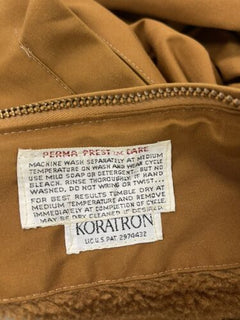 PERMA-PREST™ CARE
MACHINE WASH SEPARATELY AT MEDIUM
TEMPERATURE ON WASH AND WEAR CYCLE
USE MILD SOAP OR DETERGENT.. BUT NO
BLEACH. RINSE THOROUGHLY. IF HAND
WASHED, DO NOT WRING OR TWIST...
FOR BEST RESULTS TUMBLE DRY AT
MEDIUM TEMPERATURE AND REMOVE
IMMEDIATELY AT COMPLETION OF CYCLE.
MAY BE DRY CLEANED IF DESIRED.
KORATRON
LIC. U.S. PAT. 2974432